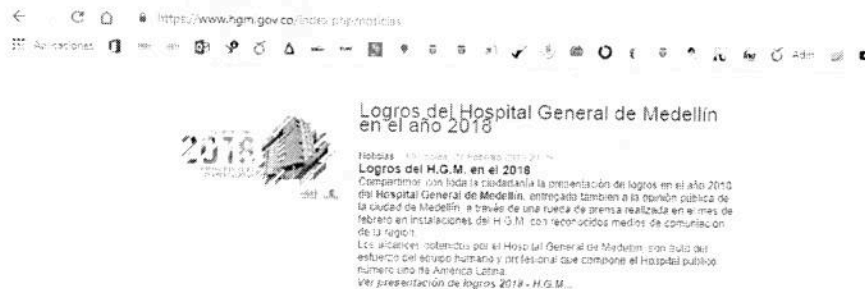 https://www.hgm.gov.co/index.php/noticias
Aplicaciones
2018
Logros del Hospital General de Medellín
en el año 2018
Noticias
Logros del H.G.M. en el 2018
Compartimos con toda la ciudadanía la presentación de logros en el año 2018
del Hospital General de Medellín, entregada tambien a la opinión pública de
la ciudad de Medellín, a través de una rueda de prensa realizada en el mes de
febrero en instalaciones del H.G.M. con reconocidos medios de comuniación
de la región.
Los alcances obtenidos por el Hospital General de Medellín, son fruto del
esfuerzo del equipo humano y profesional que compone el Hospital público
número uno de América Latina.
Ver presentación de logros 2018 - H.G.M...